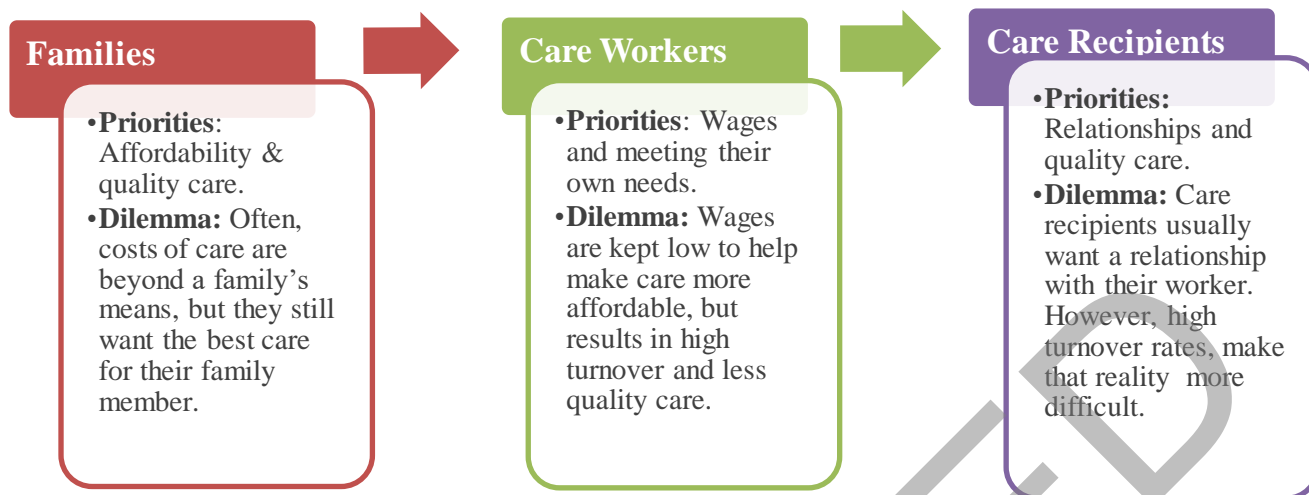 Families
•Priorities:
Affordability &
quality care.
•Dilemma: Often,
costs of care are
beyond a family’s
means, but they still
want the best care
for their family
member.
Care Workers
•Priorities: Wages
and meeting their
own needs.
•Dilemma: Wages
are kept low to help
make care more
affordable, but
results in high
turnover and less
quality care.
Care Recipients
•Priorities:
Relationships and
quality care.
•Dilemma: Care
recipients usually
want a relationship
with their worker.
However, high
turnover rates, make
that reality more
difficult.